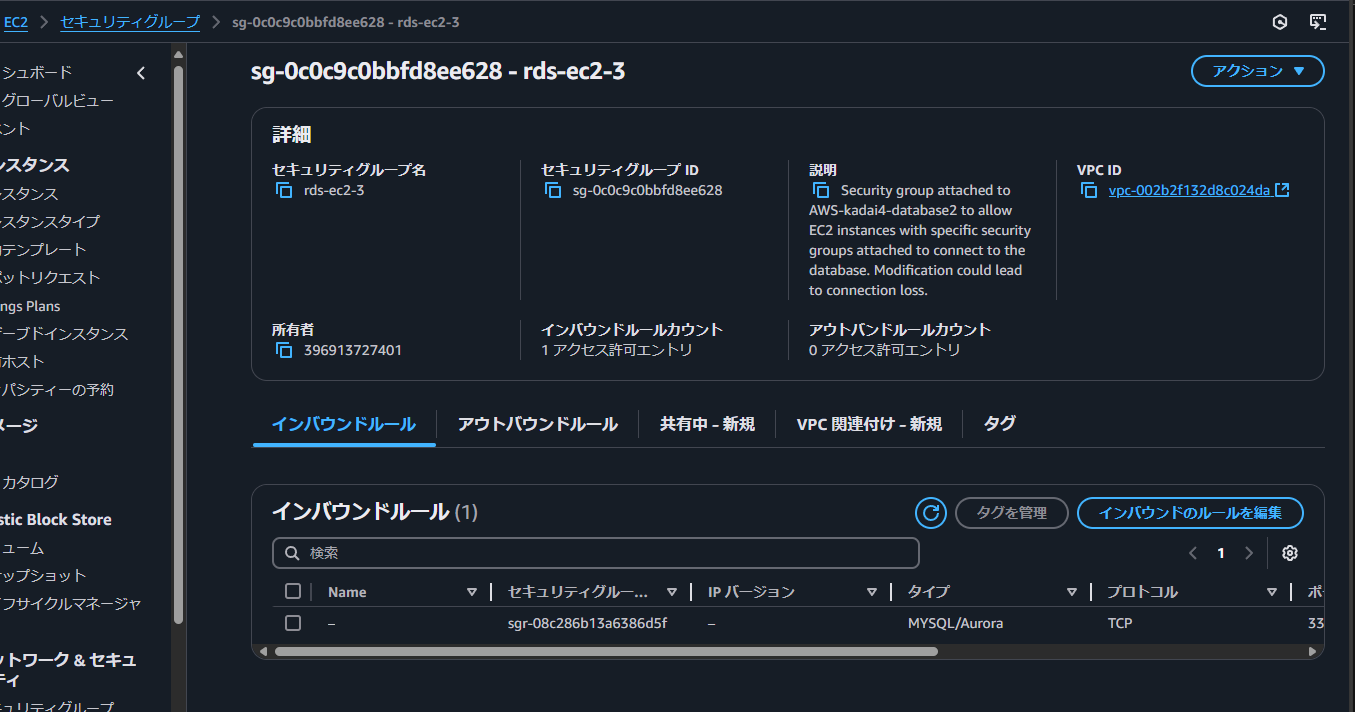 EC2 > セキュリティグループ > sg-0c0c9c0bbfd8ee628 - rds-ec2-3
シュボード
グローバルビュー
ント
スタンス
スタンス
スタンスタイプ
テンプレート
ットリクエスト
ngs Plans
ーブドインスタンス
ホスト
パシティーの予約
メージ
カタログ
stic Block Store
ューム
ップショット
フサイクルマネージャ
ットワーク & セキュ
ティ
ュリティグループ
sg-0c0c9c0bbfd8ee628 - rds-ec2-3
アクション ▼
詳細
セキュリティグループ名
rds-ec2-3
セキュリティグループ ID
sg-0c0c9c0bbfd8ee628
説明
Security group attached to
AWS-kadai4-database2 to allow
EC2 instances with specific security
groups attached to connect to the
database. Modification could lead
to connection loss.
VPC ID
vpc-002b2f132d8c024da
所有者
396913727401
インバウンドルールカウント
1 アクセス許可エントリ
アウトバンドルールカウント
0 アクセス許可エントリ
インバウンドルール
アウトバウンドルール
共有中 – 新規
VPC 関連付け – 新規
タグ
インバウンドルール (1)
タグを管理
インバウンドのルールを編集
検索
1
Name セキュリティグルー... IP バージョン タイプ プロトコル ポ
– sgr-08c286b13a6386d5f – MYSQL/Aurora TCP 33